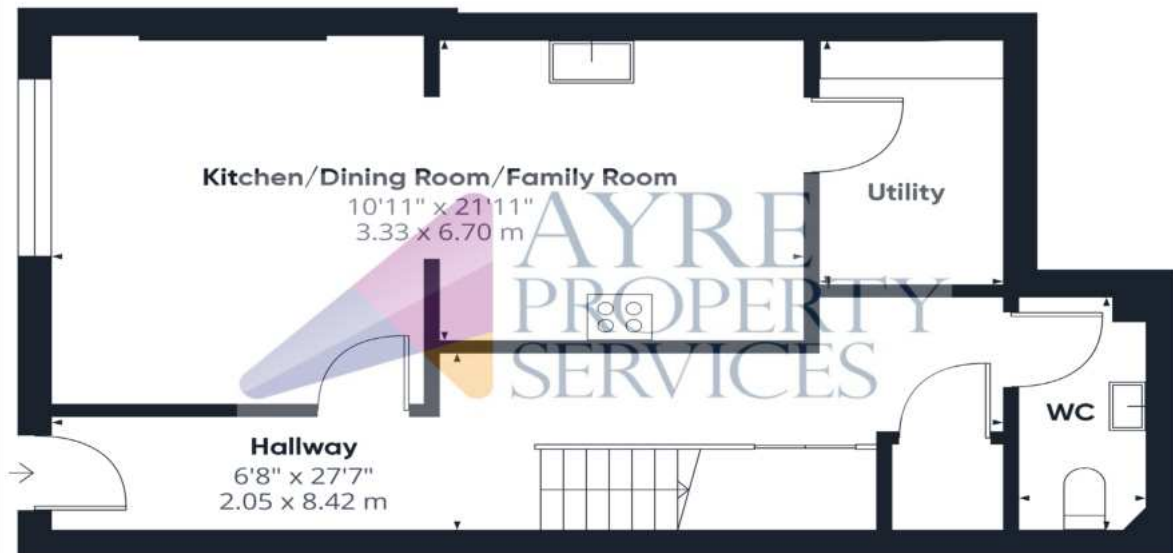 Kitchen/Dining Room/Family Room
10'11" x 21'11"
3.33 x 6.70 m
Utility
AYRE
PROPERTY
SERVICES
WC
Hallway
6'8" x 27'7"
2.05 x 8.42 m